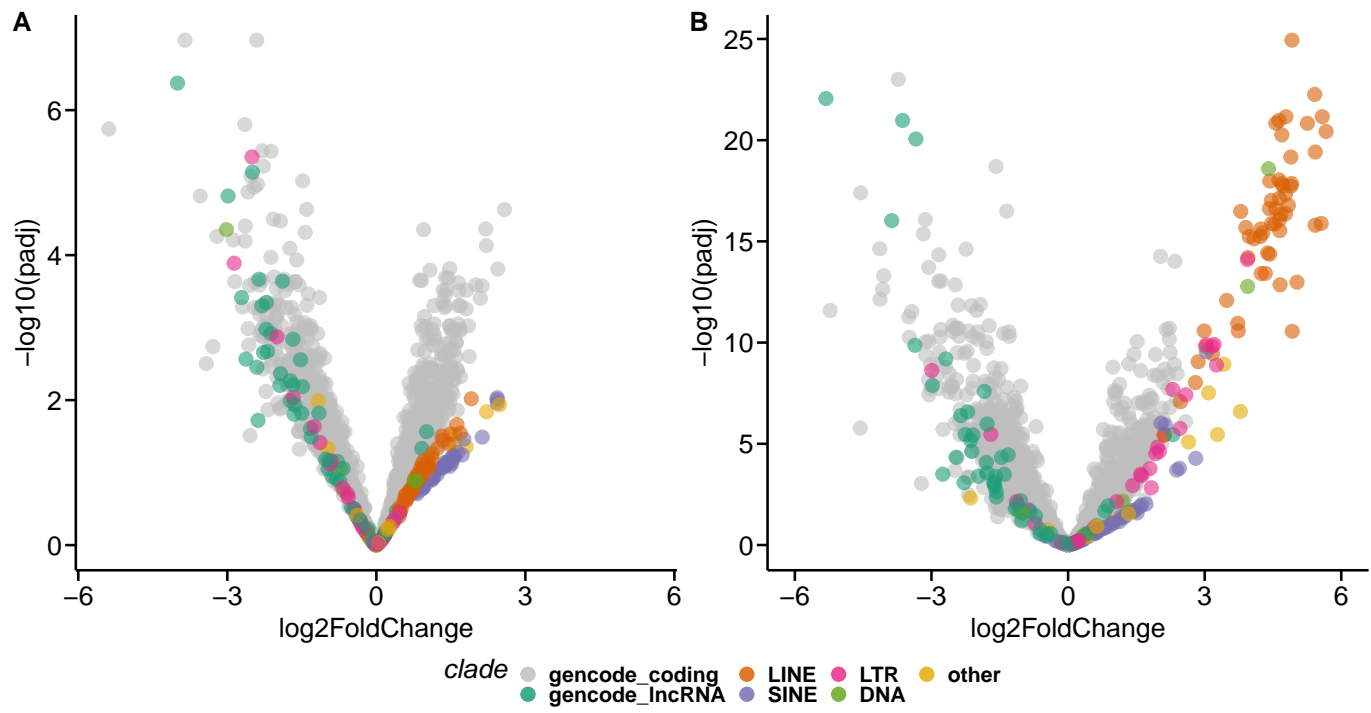 A
B
−log10(padj)
6
4
2
0
−6
−3
0
3
6
log2FoldChange
−log10(padj)
25
20
15
10
5
0
−6
−3
0
3
6
log2FoldChange
clade
gencode_coding
LINE
LTR
other
gencode_lncRNA
SINE
DNA